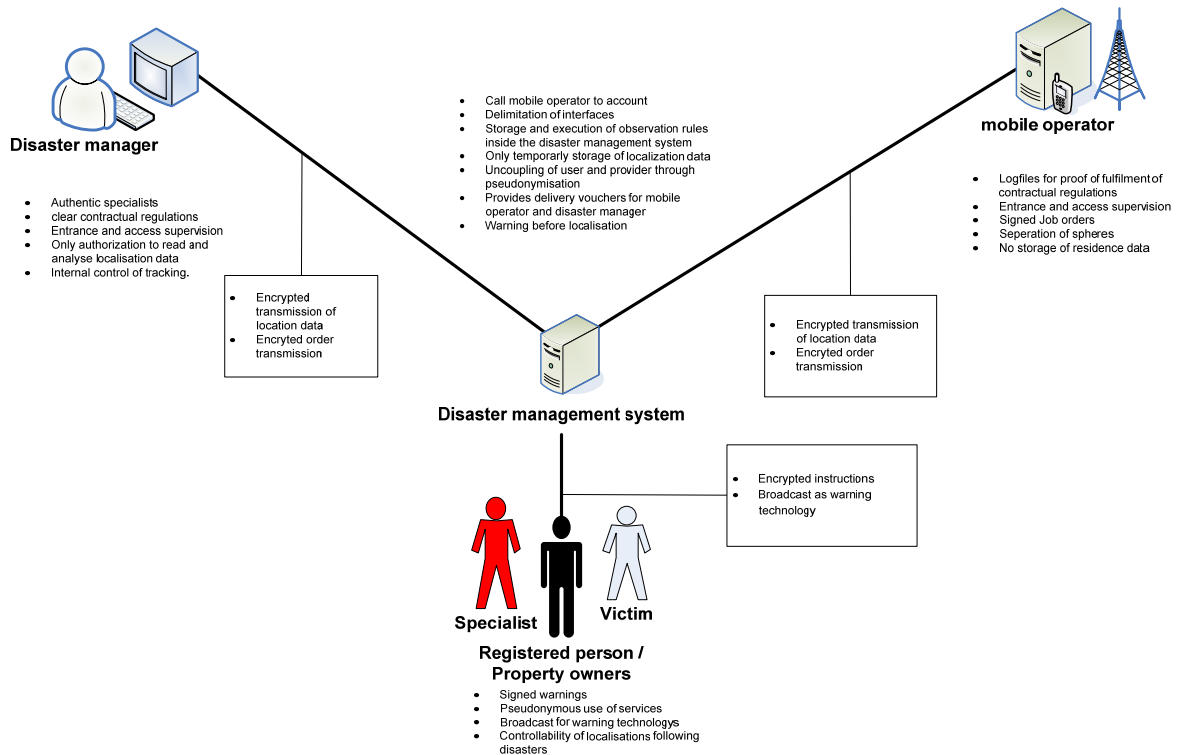 Disaster manager
• Authentic specialists
• clear contractual regulations
• Entrance and access supervision
• Only authorization to read and
analyse localisation data
• Internal control of tracking.
• Encrypted
transmission of
location data
• Encryted order
transmission
• Call mobile operator to account
• Delimitation of interfaces
• Storage and execution of observation rules
inside the disaster management system
• Only temporarly storage of localization data
• Uncoupling of user and provider through
pseudonymisation
• Provides delivery vouchers for mobile
operator and disaster manager
• Warning before localisation
mobile operator
• Logfiles for proof of fulfilment of
contractual regulations
• Entrance and access supervision
• Signed Job orders
• Seperation of spheres
• No storage of residence data
• Encrypted transmission
of location data
• Encryted order
transmission
Disaster management system
• Encrypted instructions
• Broadcast as warning
technology
Specialist
Victim
Registered person /
Property owners
• Signed warnings
• Pseudonymous use of services
• Broadcast for warning technologys
• Controllability of localisations following
disasters